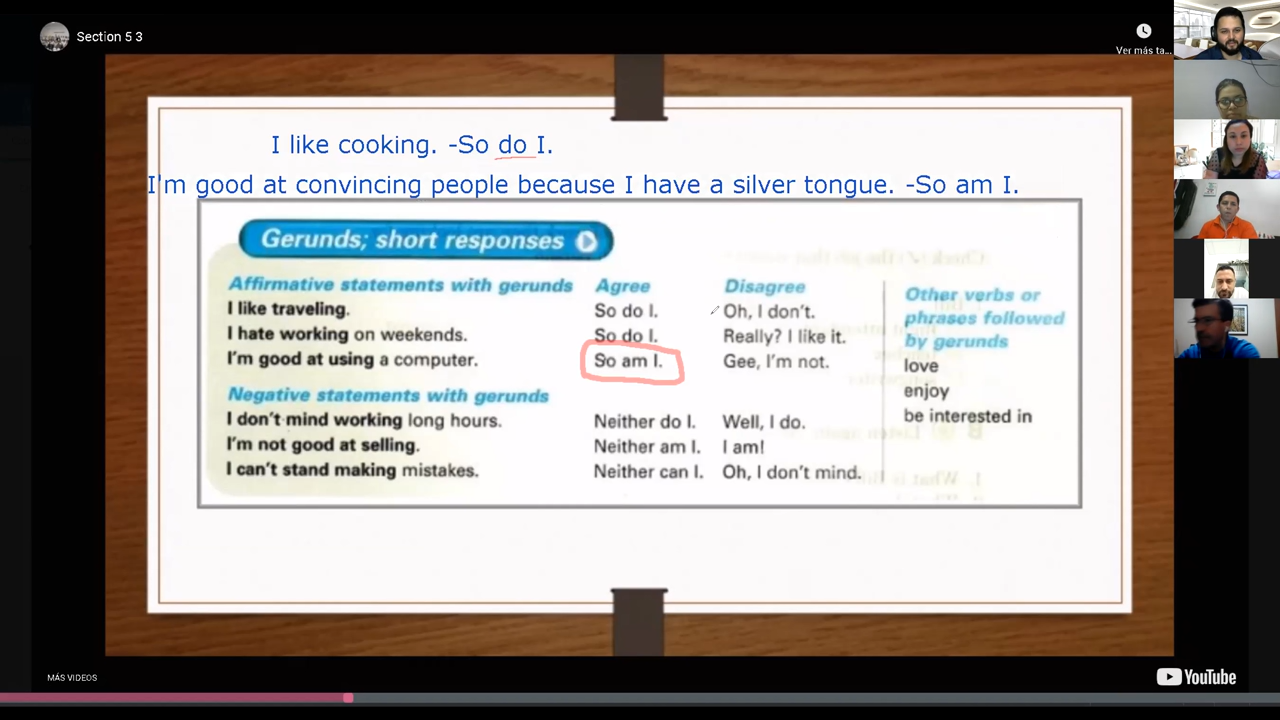 Section 5 3
Ver más ta...
I like cooking. -So do I.
I'm good at convincing people because I have a silver tongue. -So am I.
Gerunds; short responses
Affirmative statements with gerunds Agree Disagree
I like traveling. So do I. Oh, I don't.
I hate working on weekends. So do I. Really? I like it.
I'm good at using a computer. So am I. Gee, I'm not.
Negative statements with gerunds
I don't mind working long hours. Neither do I. Well, I do.
I'm not good at selling. Neither am I. I am!
I can't stand making mistakes. Neither can I. Oh, I don't mind.
Other verbs or
phrases followed
by gerunds
love
enjoy
be interested in
MÁS VIDEOS
YouTube